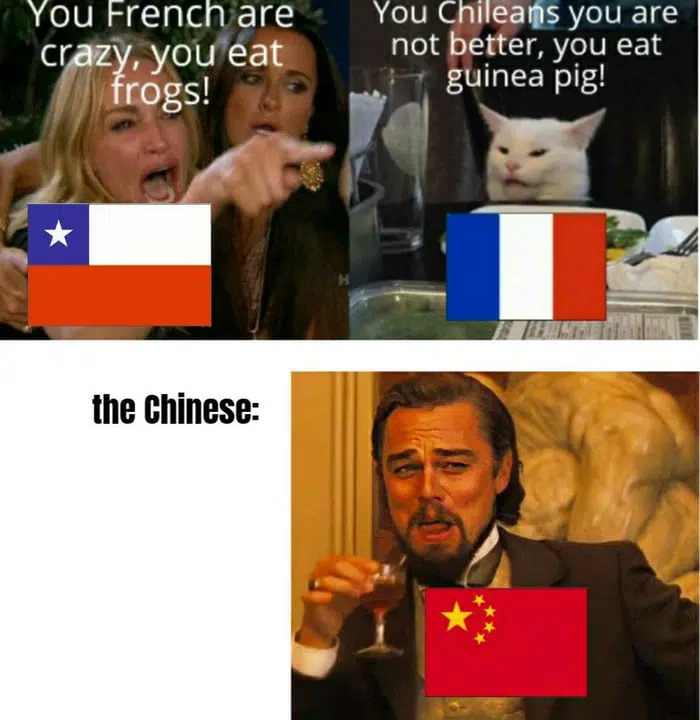 You French are
crazy, you eat
frogs!
You Chileans you are
not better, you eat
guinea pig!
the Chinese: